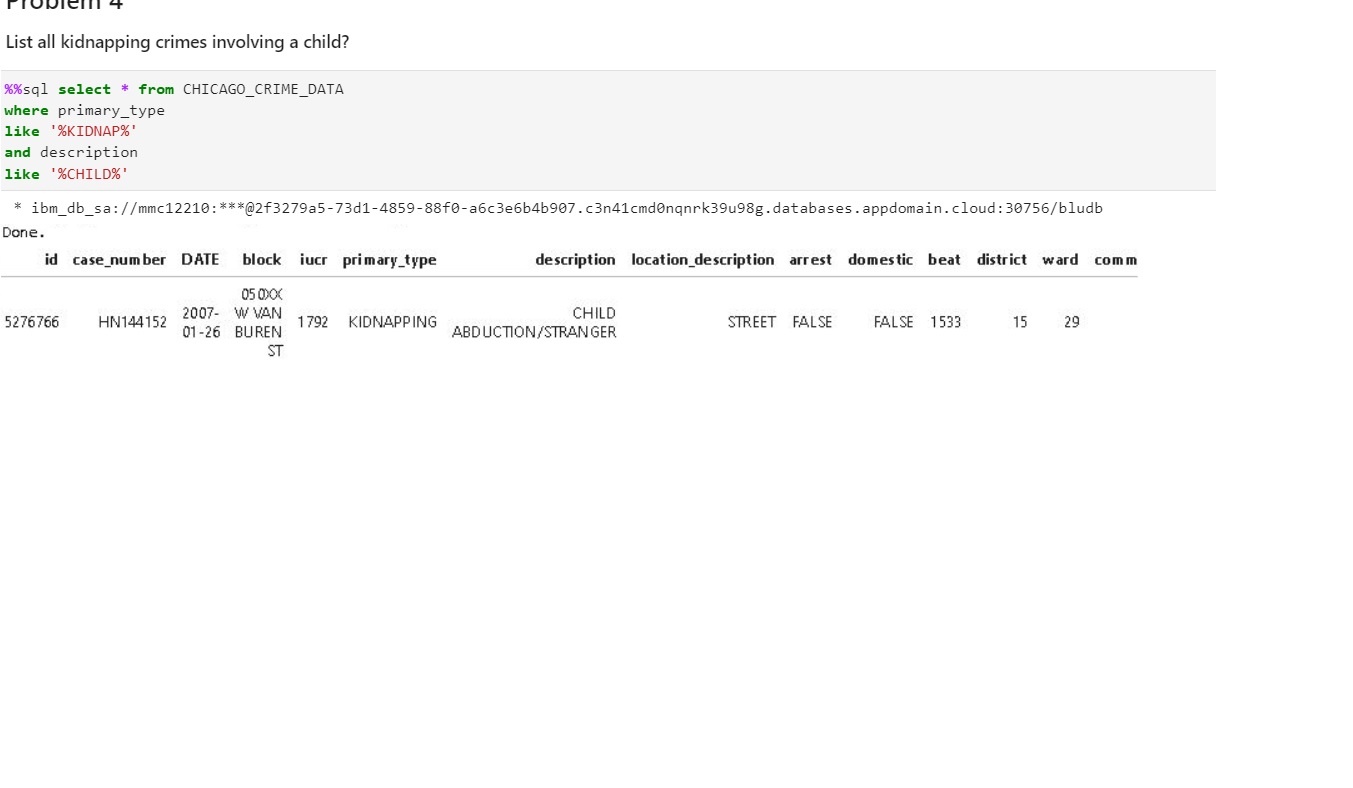 Problem 4
List all kidnapping crimes involving a child?
%%sql select * from CHICAGO_CRIME_DATA
where primary_type
like '%KIDNAP%'
and description
like '%CHILD%'
* ibm_db_sa://mmc12210:***@2f3279a5-73d1-4859-88f0-a6c3e6b4b907.c3n41cmd0nqnrk39u98g.databases.appdomain.cloud:30756/bludb
Done.
id case_number DATE block iucr primary_type description location_description arrest domestic beat district ward comm
5276766 HN144152 2007-01-26 050XX W VAN BUREN ST 1792 KIDNAPPING CHILD ABDUCTION/STRANGER STREET FALSE FALSE 1533 15 29